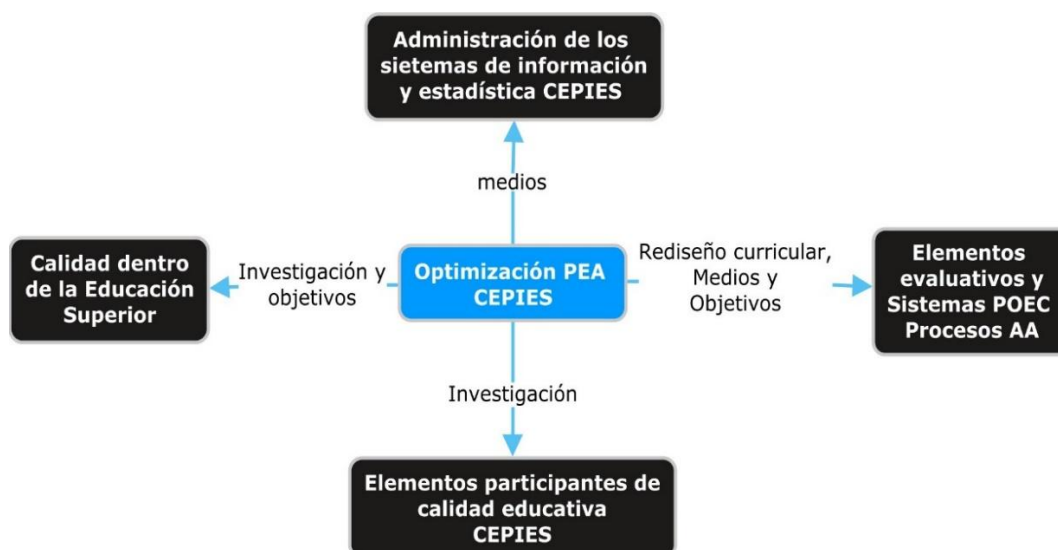 Administración de los
sietemas de información
y estadística CEPIES
medios
Calidad dentro
de la Educación
Superior
Investigación y
objetivos
Optimización PEA
CEPIES
Rediseño curricular,
Medios y
Objetivos
Elementos
evaluativos y
Sistemas POEC
Procesos AA
Investigación
Elementos participantes de
calidad educativa
CEPIES